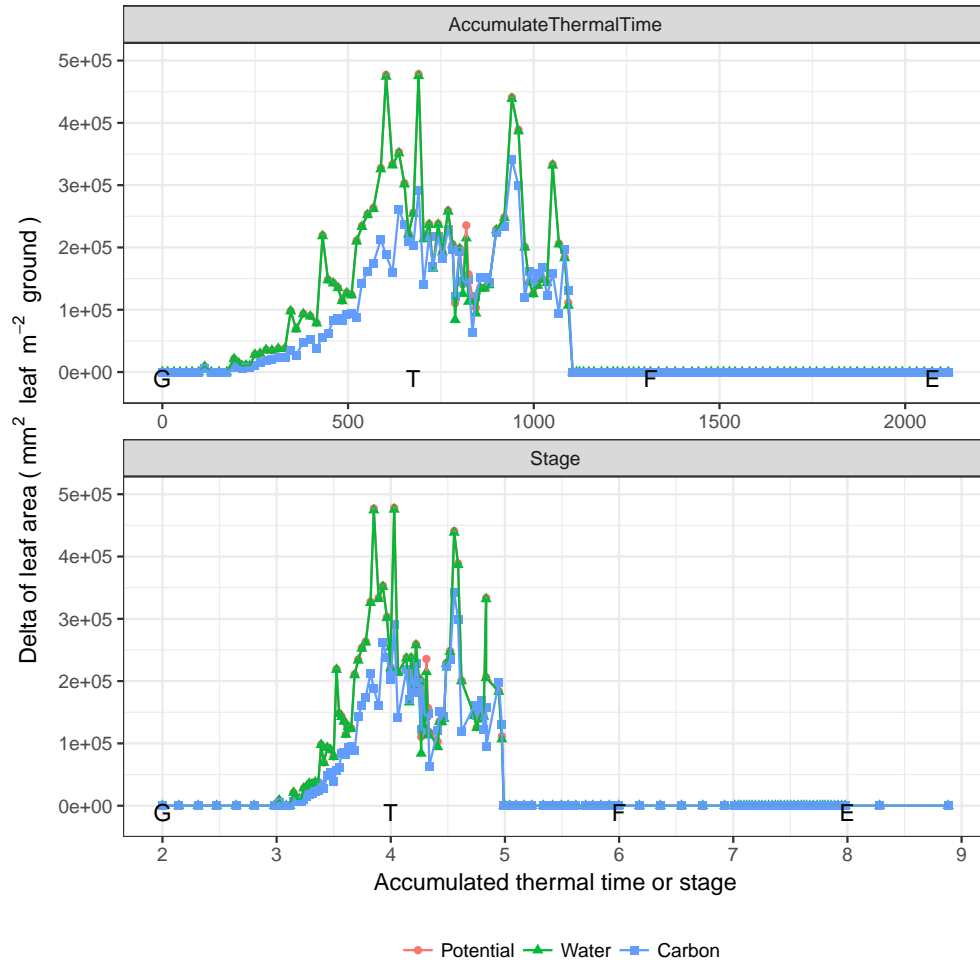 AccumulateThermalTime
5e+05
4e+05
3e+05
2e+05
1e+05
0e+00
G T F E
0 500 1000 1500 2000
Stage
5e+05
4e+05
3e+05
2e+05
1e+05
0e+00
G T F E
2 3 4 5 6 7 8 9
Delta of leaf area ( mm² leaf m⁻² ground )
Accumulated thermal time or stage
Potential Water Carbon